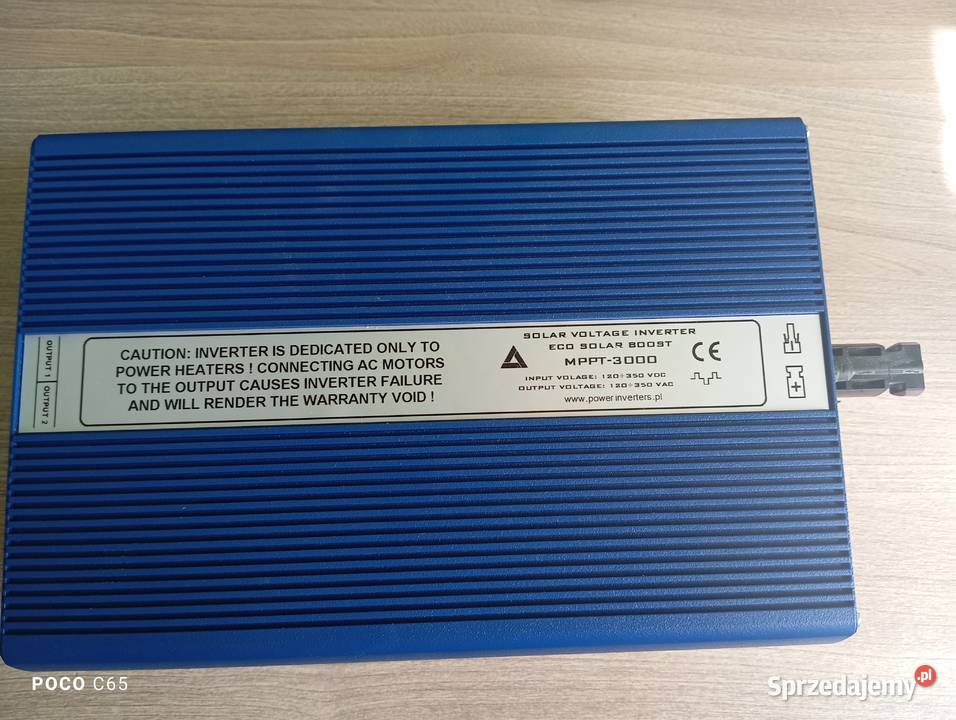 OUTPUT 1
OUTPUT 2
CAUTION: INVERTER IS DEDICATED ONLY TO
POWER HEATERS ! CONNECTING AC MOTORS
TO THE OUTPUT CAUSES INVERTER FAILURE
AND WILL RENDER THE WARRANTY VOID !
SOLAR VOLTAGE INVERTER
ECO SOLAR BOOST
MPPT-3000
INPUT VOLAGE: 120÷350 VDC
OUTPUT VOLTAGE: 120÷350 VAC
www.powerinverters.pl
CE
POCO C65
Sprzedajemy.pl